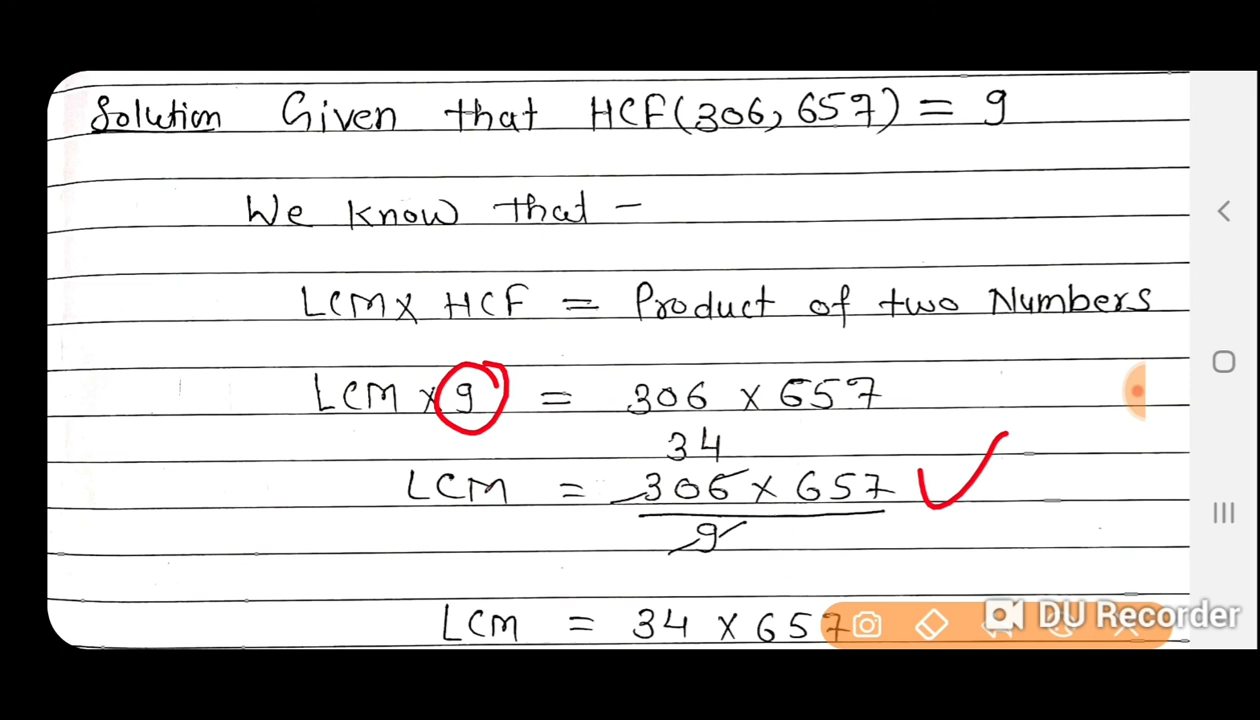 Solution Given that HCF(306, 657) = 9
We know that -
LCM x HCF = Product of two Numbers
LCM x 9 = 306 x 657
34
LCM = 306 x 657
9
LCM = 34 x 657
DU Recorder